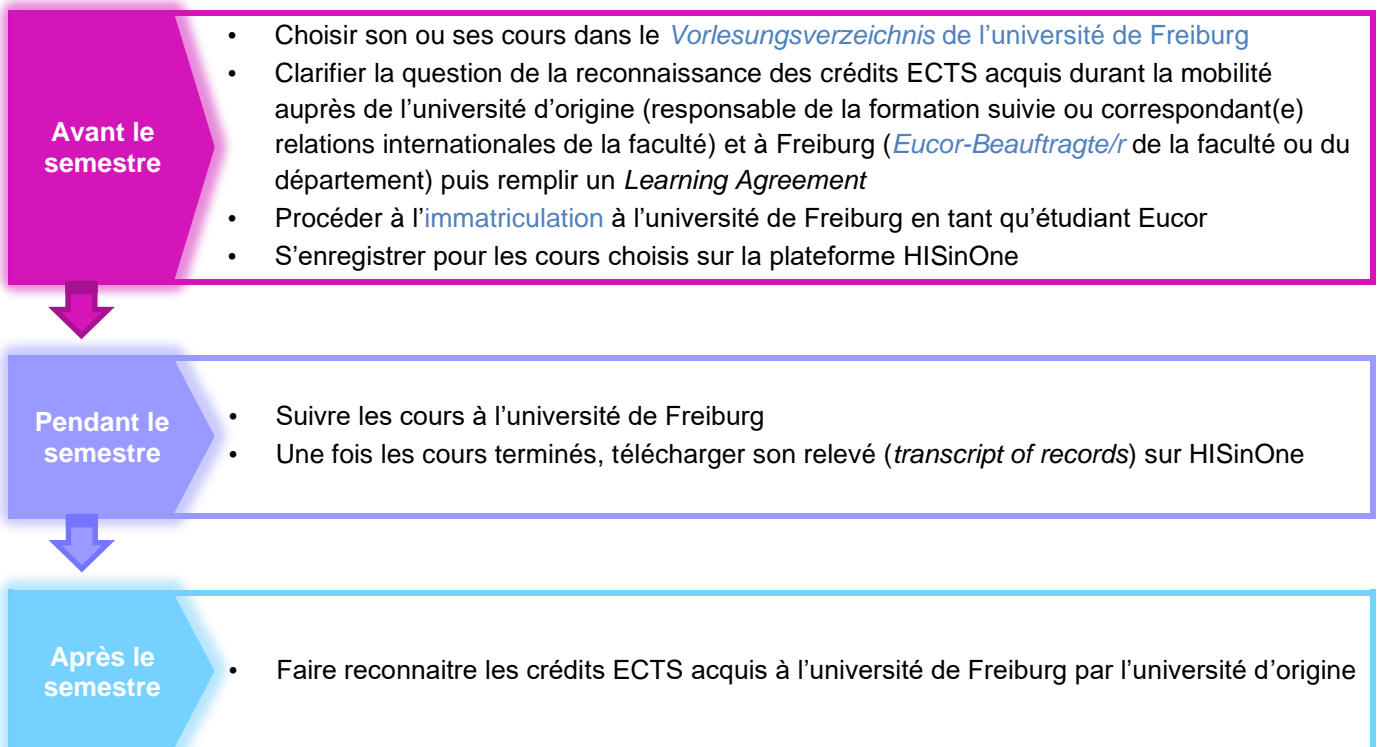 Avant le
semestre
• Choisir son ou ses cours dans le Vorlesungsverzeichnis de l’université de Freiburg
• Clarifier la question de la reconnaissance des crédits ECTS acquis durant la mobilité
auprès de l’université d’origine (responsable de la formation suivie ou correspondant(e)
relations internationales de la faculté) et à Freiburg (Eucor-Beauftragte/r de la faculté ou du
département) puis remplir un Learning Agreement
• Procéder à l’immatriculation à l’université de Freiburg en tant qu’étudiant Eucor
• S’enregistrer pour les cours choisis sur la plateforme HISinOne
Pendant le
semestre
• Suivre les cours à l’université de Freiburg
• Une fois les cours terminés, télécharger son relevé (transcript of records) sur HISinOne
Après le
semestre
• Faire reconnaitre les crédits ECTS acquis à l’université de Freiburg par l’université d’origine